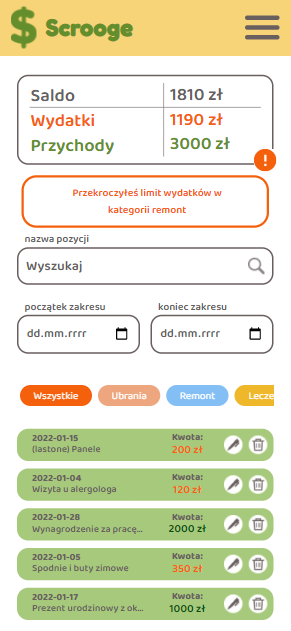 Scrooge
Saldo 1810 zł
Wydatki 1190 zł
Przychody 3000 zł
!
Przekroczyłeś limit wydatków w
kategorii remont
nazwa pozycji
Wyszukaj
początek zakresu koniec zakresu
dd.mm.rrrr dd.mm.rrrr
Wszystkie Ubrania Remont Lecze
2022-01-15 Kwota:
(lastone) Panele 200 zł
2022-01-04 Kwota:
Wizyta u alergologa 120 zł
2022-01-28 Kwota:
Wynagrodzenie za pracę... 2000 zł
2022-01-05 Kwota:
Spodnie i buty zimowe 350 zł
2022-01-17 Kwota:
Prezent urodzinowy z ok... 1000 zł